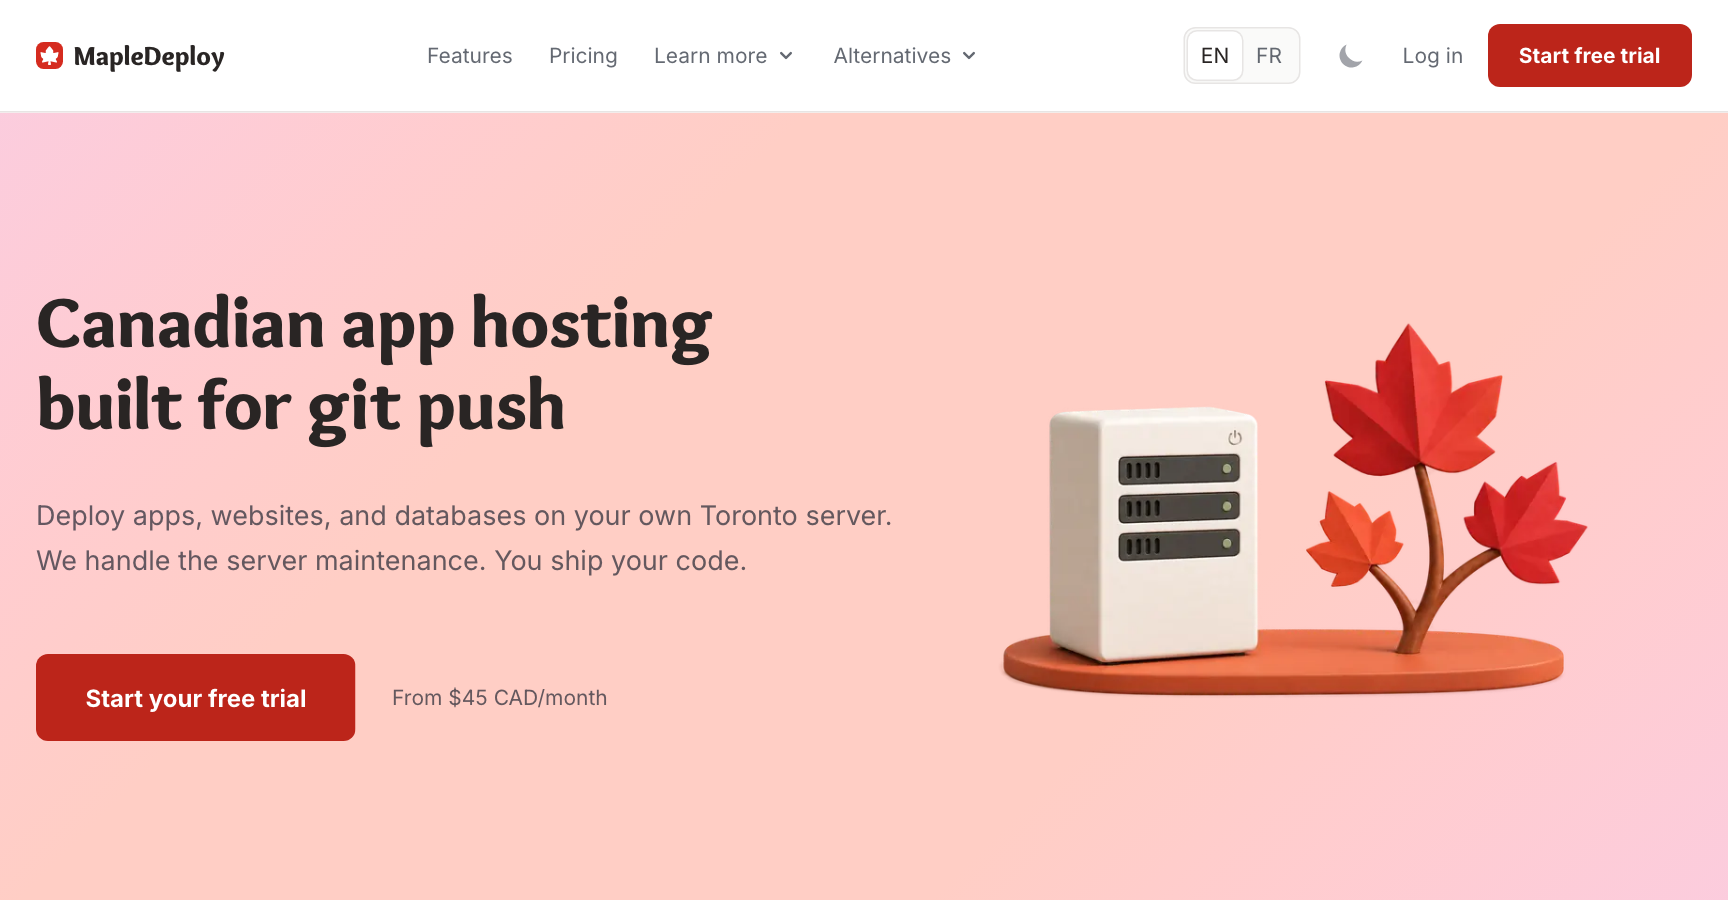 MapleDeploy
Features
Pricing
Learn more
Alternatives
EN
FR
Log in
Start free trial
Canadian app hosting
built for git push
Deploy apps, websites, and databases on your own Toronto server.
We handle the server maintenance. You ship your code.
Start your free trial
From $45 CAD/month